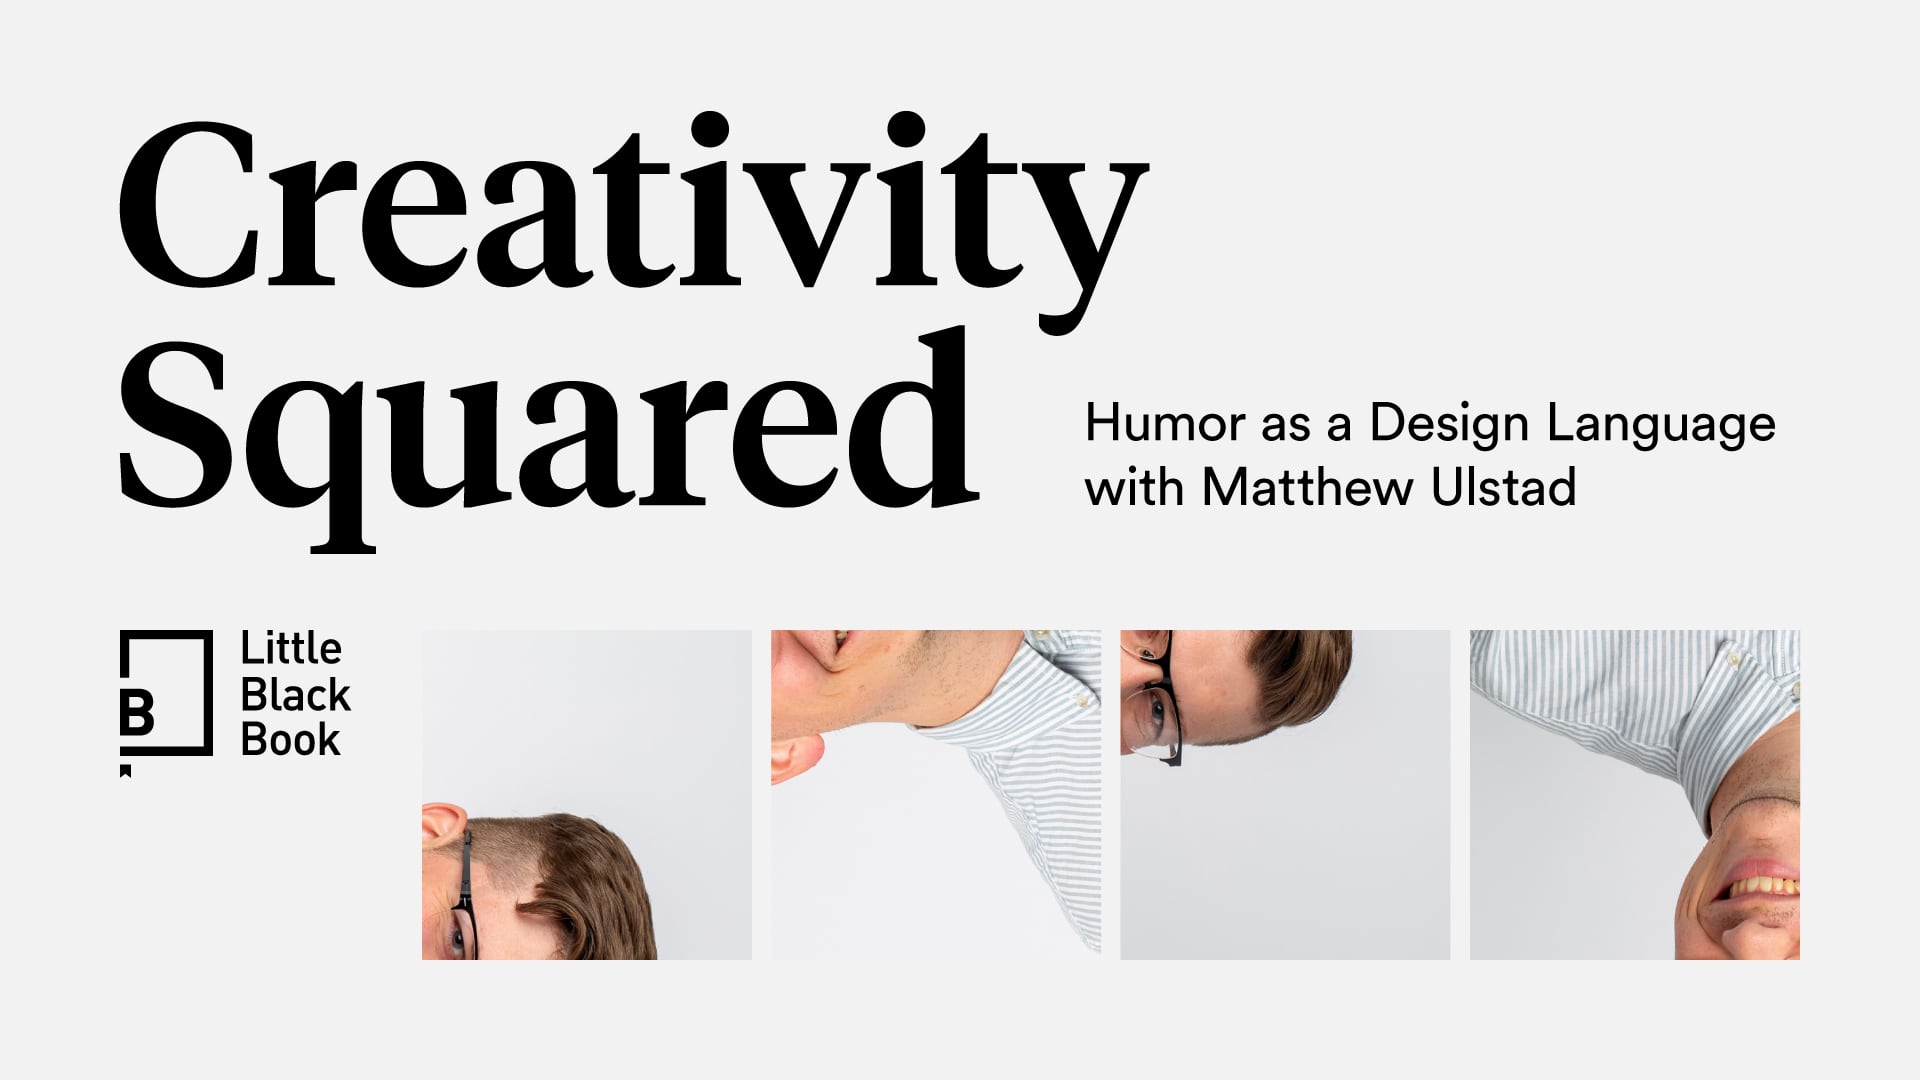 Creativity
Squared
Humor as a Design Language
with Matthew Ulstad
B
Little
Black
Book